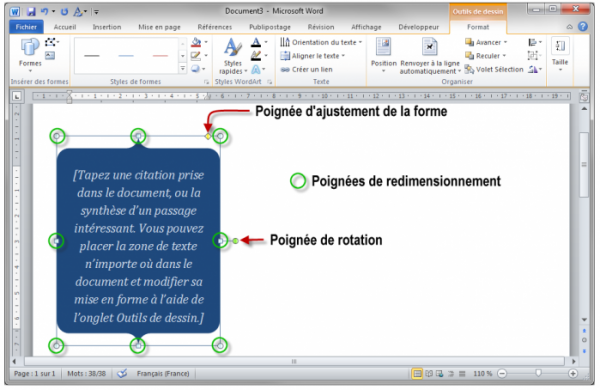 Document3 - Microsoft Word
Outils de dessin
Fichier Accueil Insertion Mise en page Références Publipostage Révision Affichage Développeur Format
Formes
Insérer des formes
Styles de formes
Styles rapides
Styles WordArt
Orientation du texte
Aligner le texte
Créer un lien
Texte
Position
Renvoyer à la ligne automatiquement
Avancer
Reculer
Volet Sélection
Organiser
Taille
Poignée d'ajustement de la forme
Poignées de redimensionnement
Poignée de rotation
[Tapez une citation prise
dans le document, ou la
synthèse d'un passage
intéressant. Vous pouvez
placer la zone de texte
n'importe où dans le
document et modifier sa
mise en forme à l'aide de
l'onglet Outils de dessin.]
Page : 1 sur 1 Mots : 38/38 Français (France) 110 %